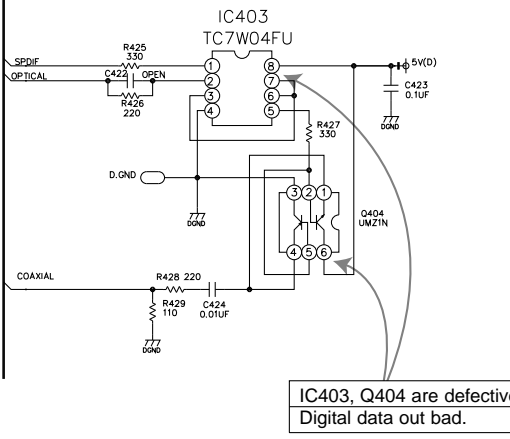 IC403
TC7W04FU
SPDIF
R425
330
OPTICAL
C422
OPEN
R426
220
1
2
3
4
8
7
6
5
5V(D)
C423
0.1UF
DGND
R427
330
D.GND
DGND
3
2
1
Q404
UMZ1N
4
5
6
COAXIAL
R428 220
R429
110
C424
0.01UF
DGND
IC403, Q404 are defective
Digital data out bad.